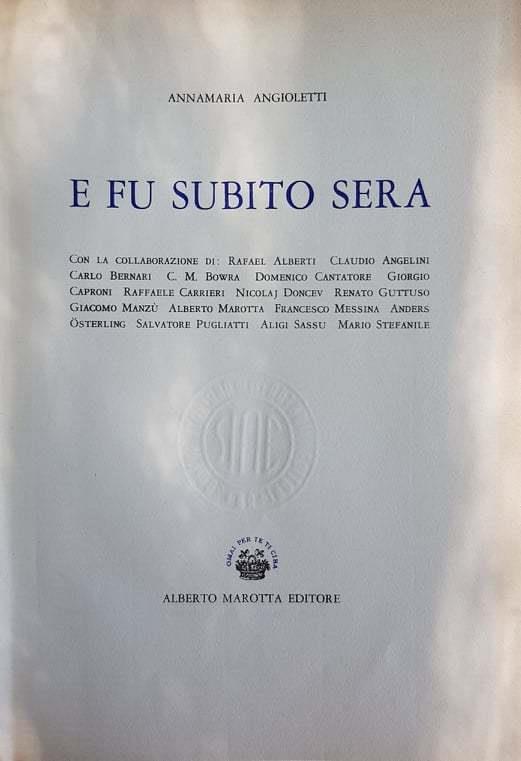 ANNAMARIA ANGIOLETTI
E FU SUBITO SERA
Con la collaborazione di: Rafael Alberti Claudio Angelini
Carlo Bernari C. M. Bowra Domenico Cantatore Giorgio
Caproni Raffaele Carrieri Nicolaj Doncev Renato Guttuso
Giacomo Manzù Alberto Marotta Francesco Messina Anders
Österling Salvatore Pugliatti Aligi Sassu Mario Stefanile
SIAE
OMAI PER TE TI CIBA
ALBERTO MAROTTA EDITORE